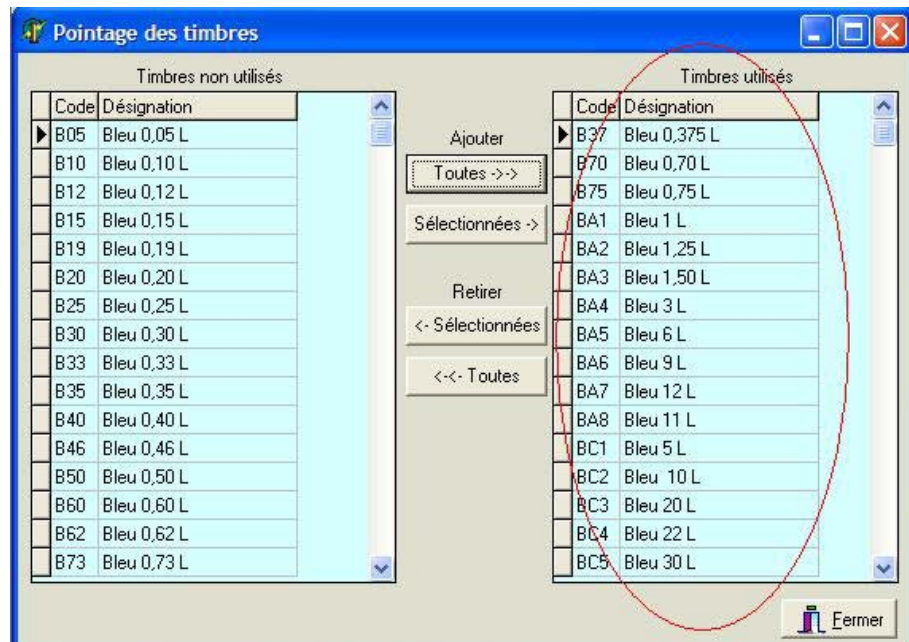 Pointage des timbres
Timbres non utilisés
Code Désignation
B05 Bleu 0,05 L
B10 Bleu 0,10 L
B12 Bleu 0,12 L
B15 Bleu 0,15 L
B19 Bleu 0,19 L
B20 Bleu 0,20 L
B25 Bleu 0,25 L
B30 Bleu 0,30 L
B33 Bleu 0,33 L
B35 Bleu 0,35 L
B40 Bleu 0,40 L
B46 Bleu 0,46 L
B50 Bleu 0,50 L
B60 Bleu 0,60 L
B62 Bleu 0,62 L
B73 Bleu 0,73 L
Ajouter
Toutes ->->
Sélectionnées ->
Retirer
<- Sélectionnées
<-<- Toutes
Timbres utilisés
Code Désignation
B37 Bleu 0,375 L
B70 Bleu 0,70 L
B75 Bleu 0,75 L
BA1 Bleu 1 L
BA2 Bleu 1,25 L
BA3 Bleu 1,50 L
BA4 Bleu 3 L
BA5 Bleu 6 L
BA6 Bleu 9 L
BA7 Bleu 12 L
BA8 Bleu 11 L
BC1 Bleu 5 L
BC2 Bleu 10 L
BC3 Bleu 20 L
BC4 Bleu 22 L
BC5 Bleu 30 L
Fermer